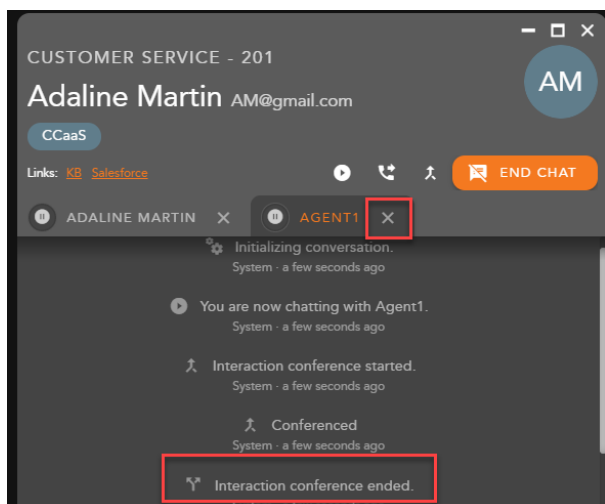 CUSTOMER SERVICE - 201
Adaline Martin AM@gmail.com
AM
CCaaS
Links: KB Salesforce
END CHAT
ADALINE MARTIN
AGENT1
Initializing conversation.
System · a few seconds ago
You are now chatting with Agent1.
System · a few seconds ago
Interaction conference started.
System · a few seconds ago
Conferenced
System · a few seconds ago
Interaction conference ended.